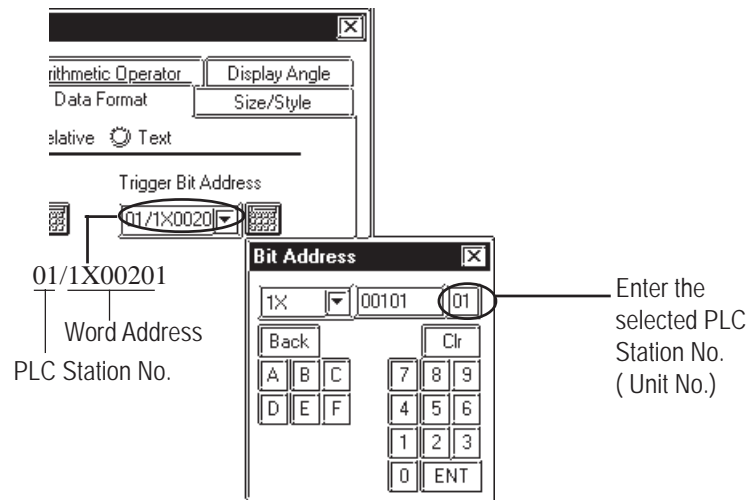 rithmetic Operator Display Angle
Data Format Size/Style
elative Text
Trigger Bit Address
01/1X0020
Bit Address
1X 00101 01
Back Clr
A B C 7 8 9
D E F 4 5 6
1 2 3
0 ENT
01/1X00201
Word Address
PLC Station No.
Enter the
selected PLC
Station No.
( Unit No.)